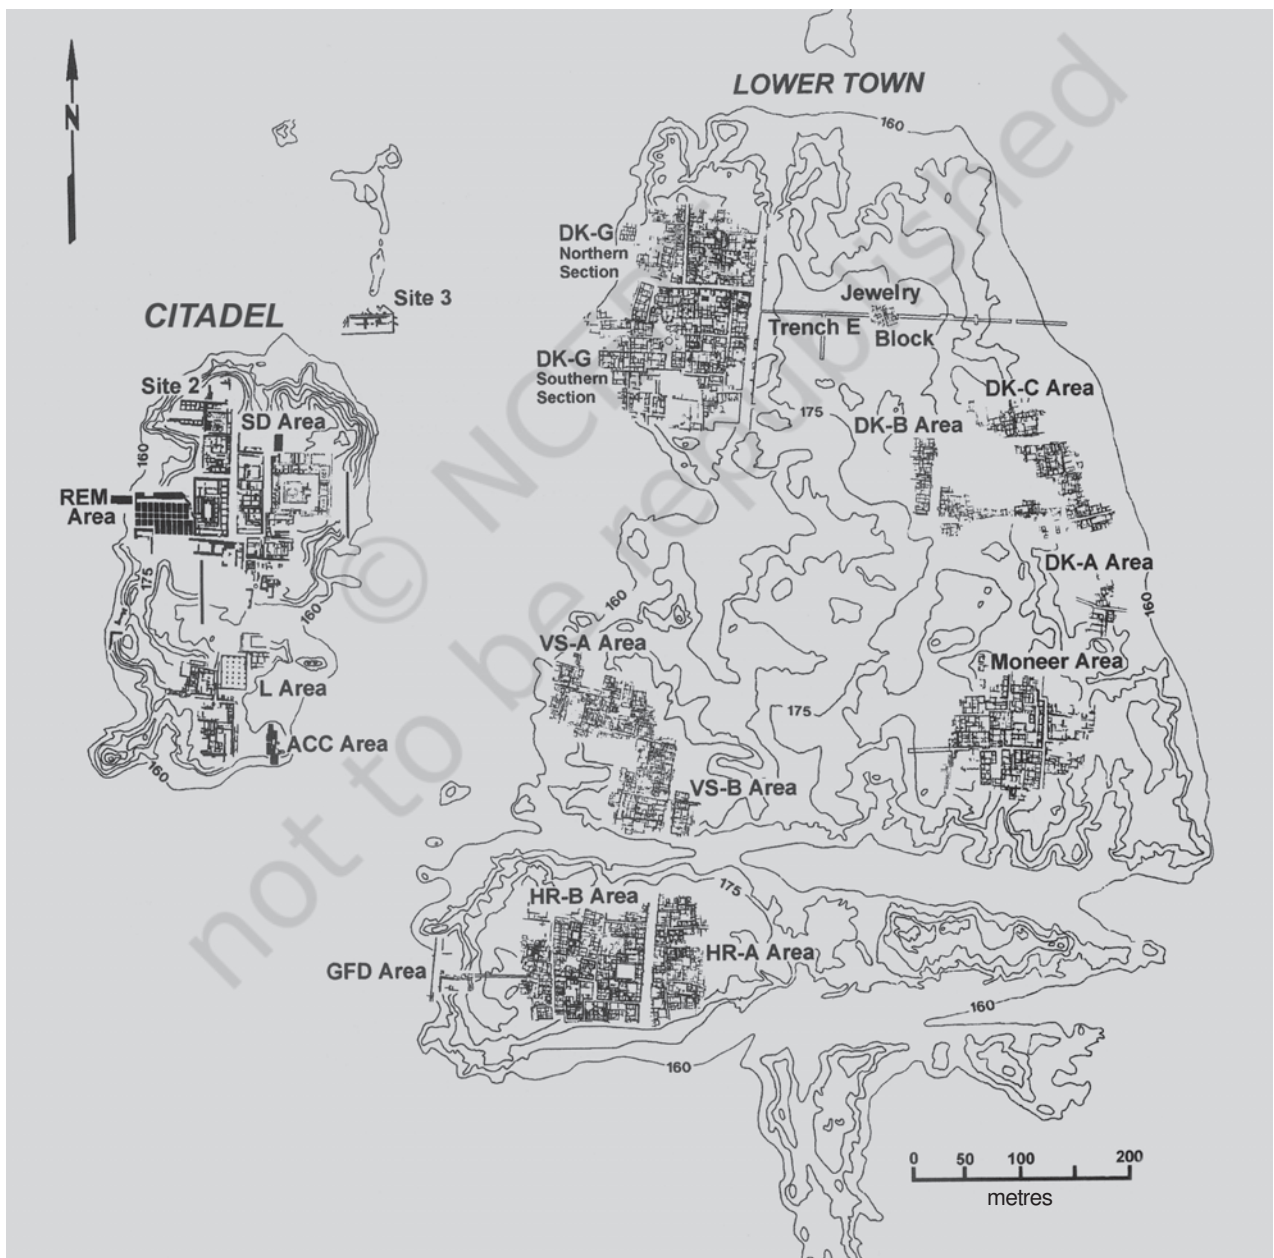 LOWER TOWN
160
N
DK-G
Northern
Section
Site 3
CITADEL
Jewelry
Trench E
Block
DK-G
Southern
Section
Site 2
SD Area
DK-C Area
175
DK-B Area
160
REM
Area
DK-A Area
175
160
160
160
VS-A Area
Moneer Area
L Area
175
ACC Area
160
VS-B Area
175
HR-B Area
HR-A Area
GFD Area
160
160
0 50 100 200
metres
© NCERT
not to be republished